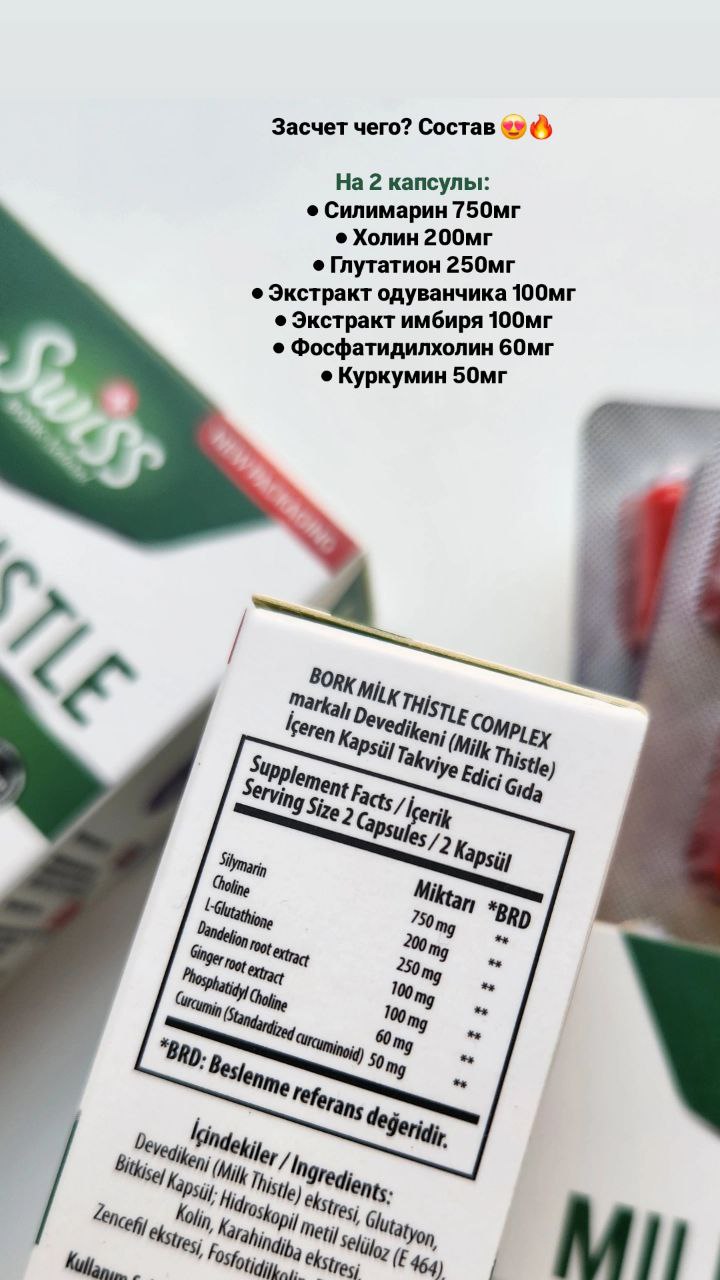 Засчет чего? Состав 😍🔥
На 2 капсулы:
● Силимарин 750мг
● Холин 200мг
● Глутатион 250мг
● Экстракт одуванчика 100мг
● Экстракт имбиря 100мг
● Фосфатидилхолин 60мг
● Куркумин 50мг
Swiss
NEW PACKAGING
STLE
BORK MİLK THİSTLE COMPLEX
markalı Devedikeni (Milk Thistle)
İçeren Kapsül Takviye Edici Gıda
Supplement Facts / İçerik
Serving Size 2 Capsules / 2 Kapsül
Miktarı *BRD
Silymarin 750 mg **
Choline 200 mg **
L-Glutathione 250 mg **
Dandelion root extract 100 mg **
Ginger root extract 100 mg **
Phosphatidyl Choline 60 mg **
Curcumin (Standardized curcuminoid) 50 mg **
*BRD: Beslenme referans değeridir.
İçindekiler / Ingredients:
Devedikeni (Milk Thistle) ekstresi, Glutatyon,
Bitkisel Kapsül; Hidroskopil metil selüloz (E 464),
Kolin, Karahindiba ekstresi,
Zencefil ekstresi, Fosfotidilkolin,
Kullanım
MIL